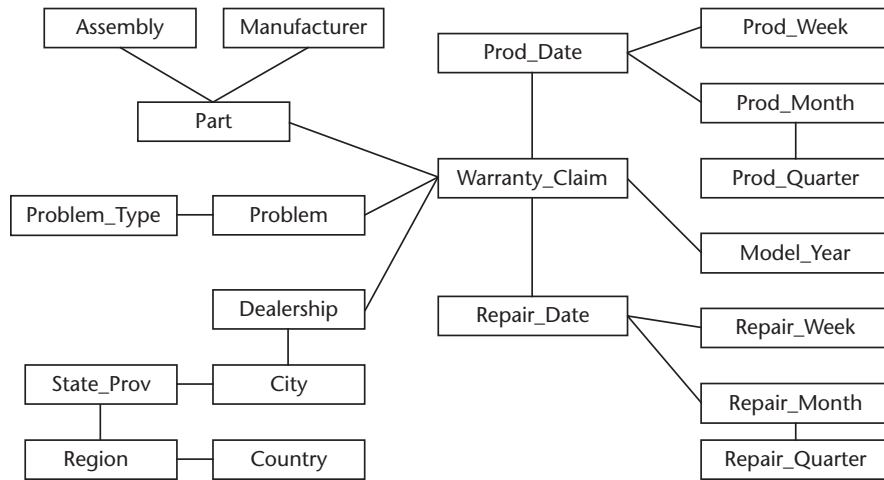 Assembly
Manufacturer
Prod_Date
Prod_Week
Part
Prod_Month
Warranty_Claim
Prod_Quarter
Problem_Type
Problem
Model_Year
Dealership
Repair_Date
Repair_Week
State_Prov
City
Repair_Month
Region
Country
Repair_Quarter